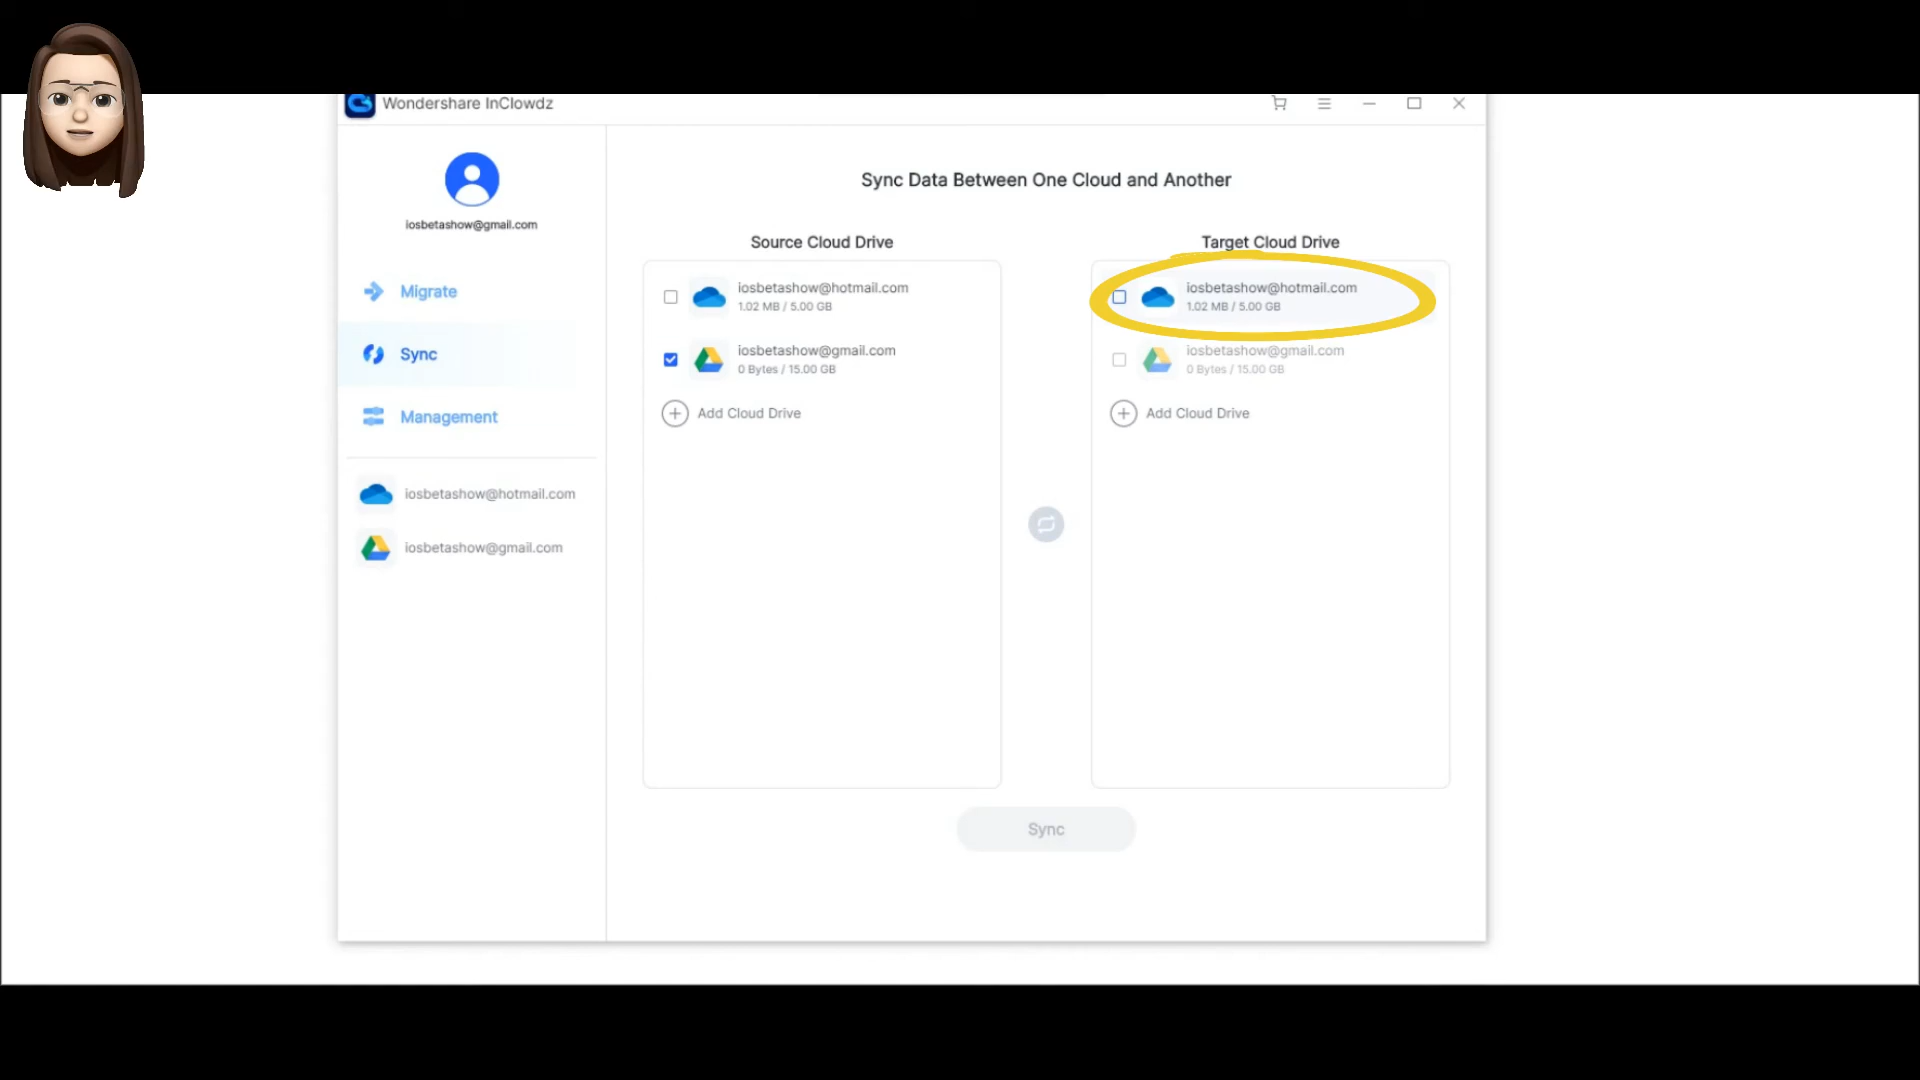 Wondershare InClowdz
iosbetashow@gmail.com
Migrate
Sync
Management
iosbetashow@hotmail.com
iosbetashow@gmail.com
Sync Data Between One Cloud and Another
Source Cloud Drive
iosbetashow@hotmail.com
1.02 MB / 5.00 GB
iosbetashow@gmail.com
0 Bytes / 15.00 GB
Add Cloud Drive
Target Cloud Drive
iosbetashow@hotmail.com
1.02 MB / 5.00 GB
iosbetashow@gmail.com
0 Bytes / 15.00 GB
Add Cloud Drive
Sync